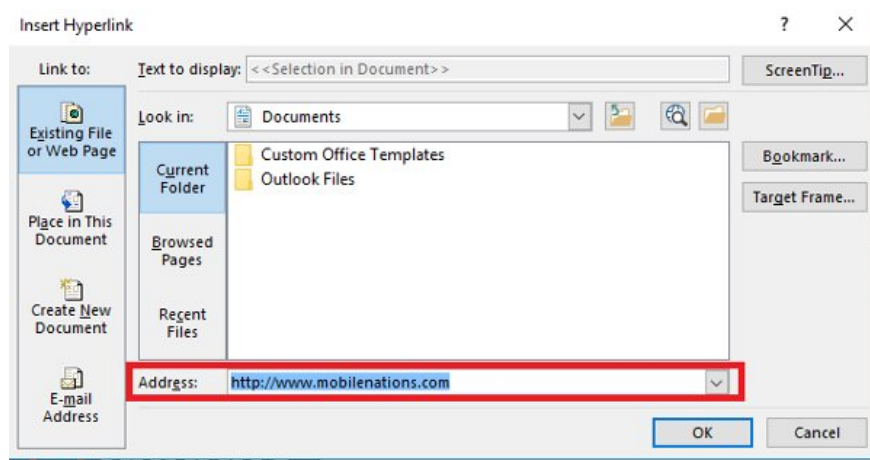 Insert Hyperlink
?
Link to:
Text to display: <<Selection in Document>>
ScreenTip...
Existing File
or Web Page
Look in:
Documents
Current
Folder
Custom Office Templates
Outlook Files
Bookmark...
Target Frame...
Place in This
Document
Browsed
Pages
Create New
Document
Recent
Files
Address: http://www.mobilenations.com
E-mail
Address
OK
Cancel